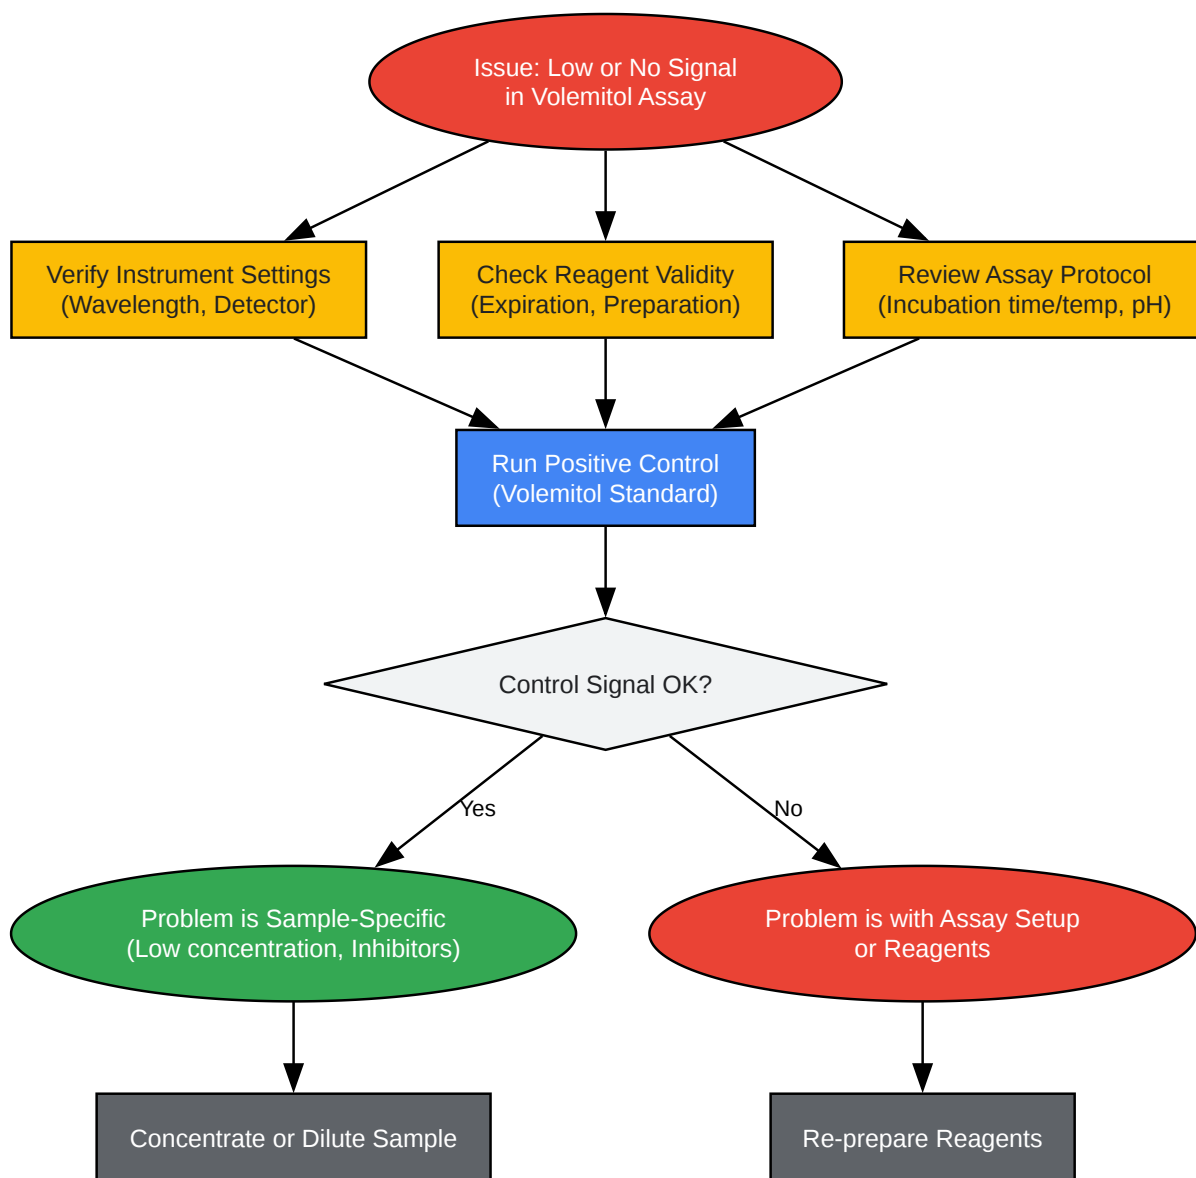 Issue: Low or No Signal
in Volemitol Assay
Verify Instrument Settings
(Wavelength, Detector)
Check Reagent Validity
(Expiration, Preparation)
Review Assay Protocol
(Incubation time/temp, pH)
Run Positive Control
(Volemitol Standard)
Control Signal OK?
Yes
No
Problem is Sample-Specific
(Low concentration, Inhibitors)
Problem is with Assay Setup
or Reagents
Concentrate or Dilute Sample
Re-prepare Reagents